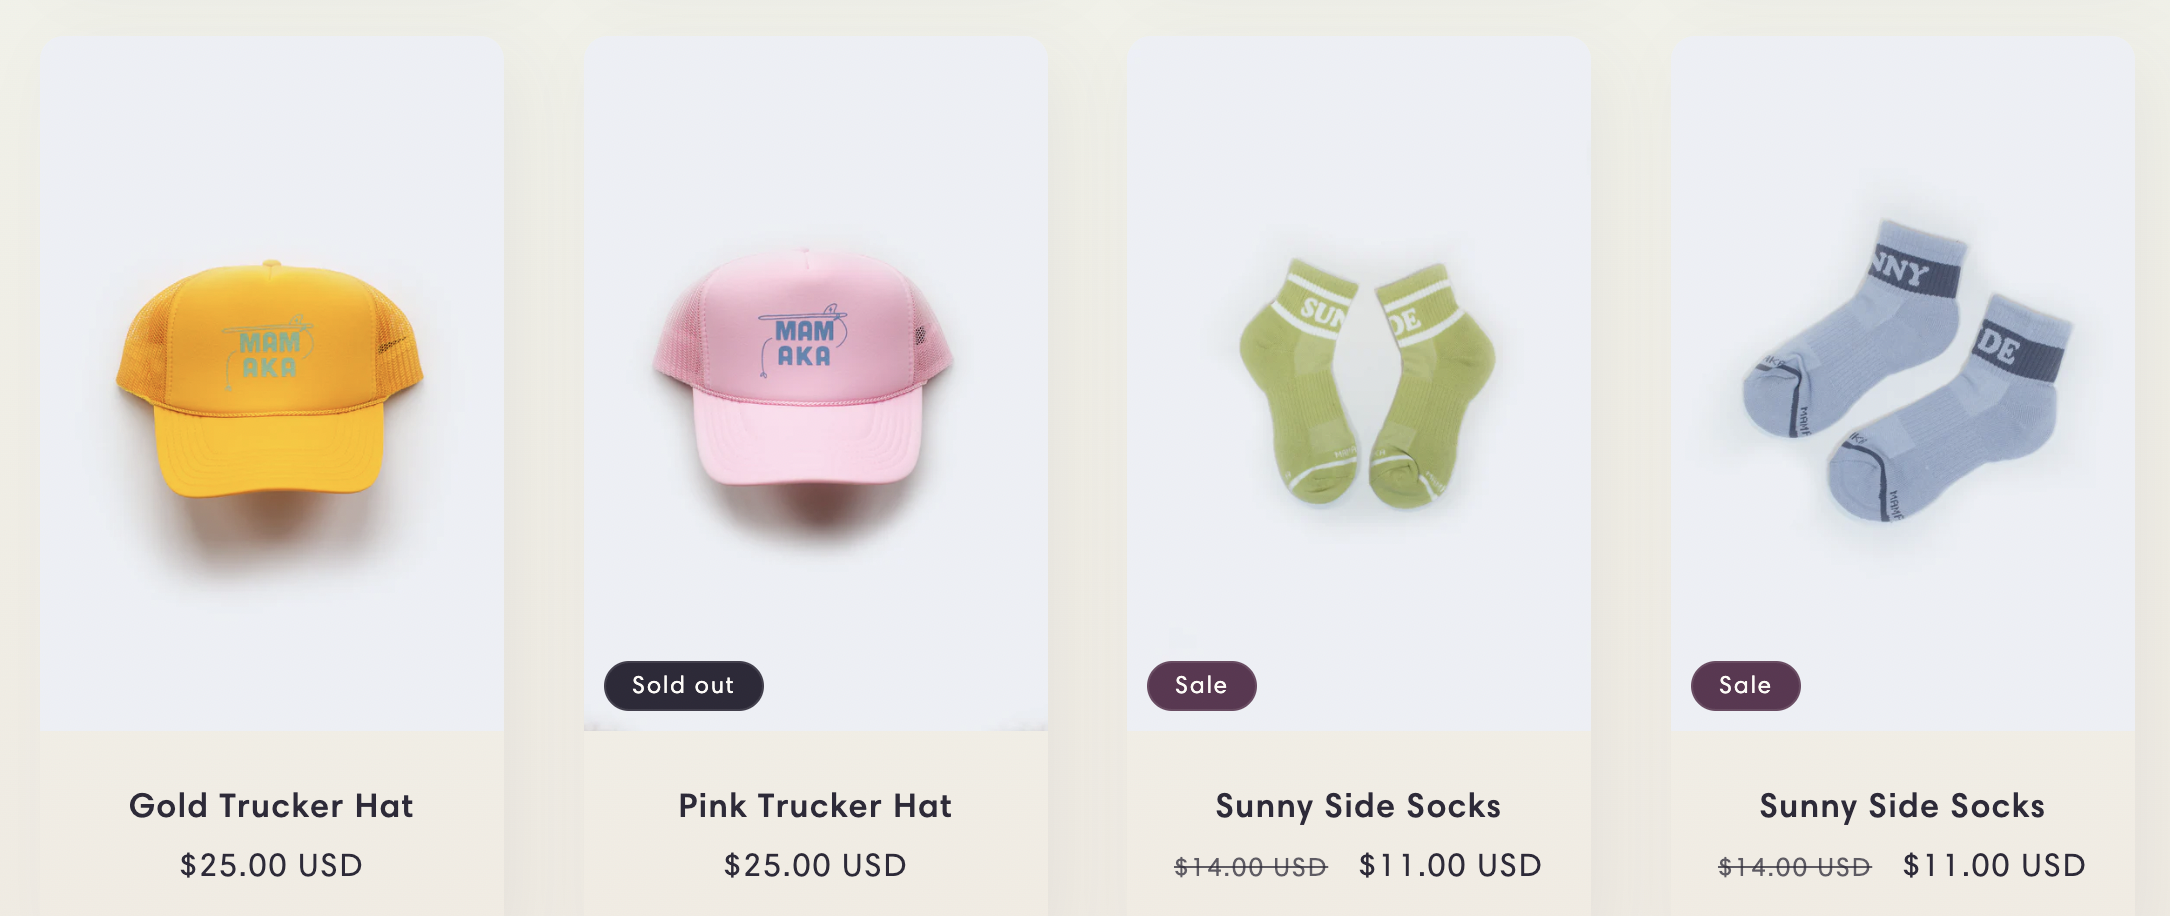 MAM
AKA
MAM
AKA
SUN
DE
NNY
DE
Sold out
Sale
Sale
Gold Trucker Hat
$25.00 USD
Pink Trucker Hat
$25.00 USD
Sunny Side Socks
$14.00 USD $11.00 USD
Sunny Side Socks
$14.00 USD $11.00 USD